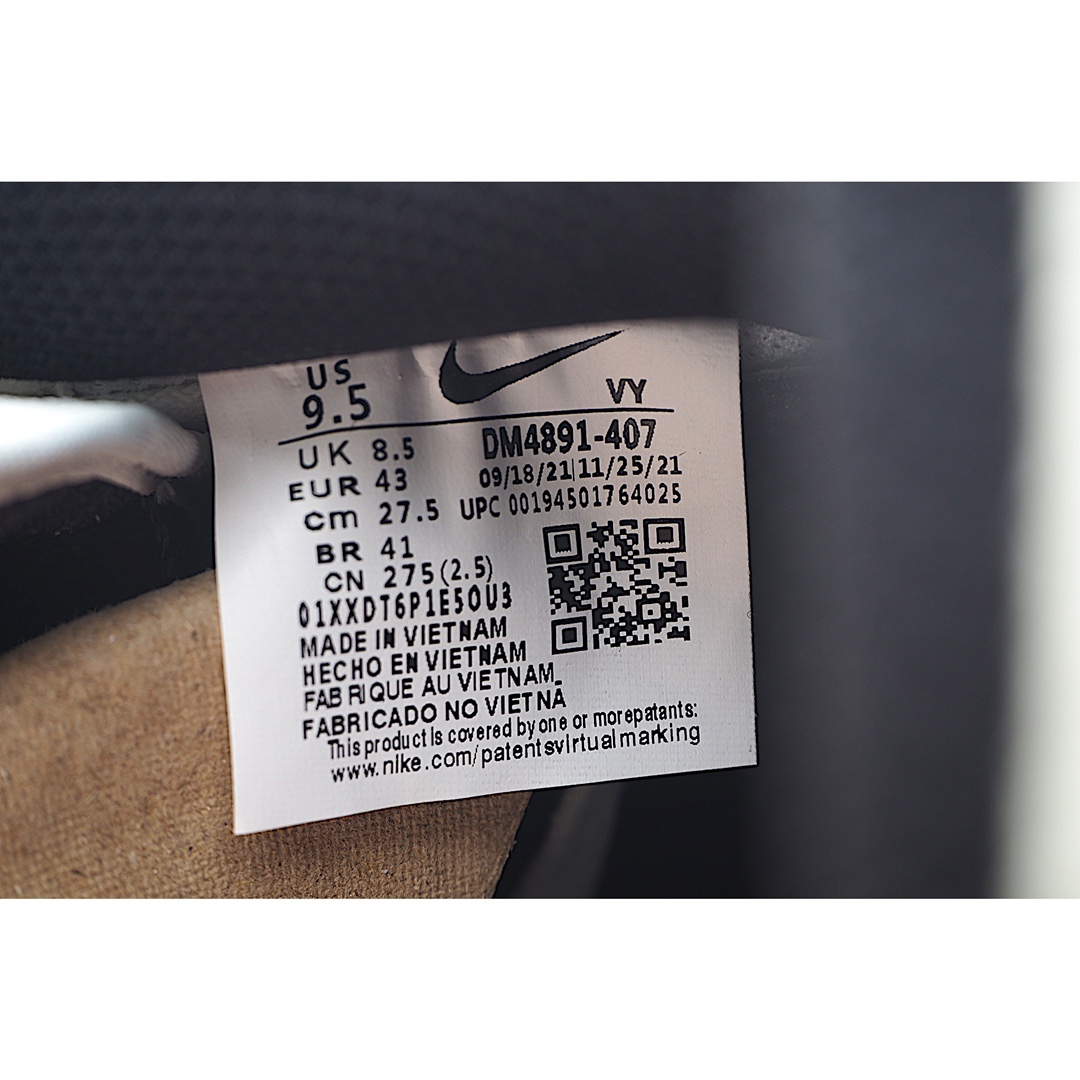 US
9.5
VY
UK 8.5
DM4891-407
EUR 43
09/18/21 11/25/21
cm 27.5
UPC 00194501764025
BR 41
CN 275(2.5)
01XXDT6P1E50U3
MADE IN VIETNAM
HECHO EN VIETNAM
FABRIQUE AU VIETNAM
FABRICADO NO VIETNÃ
This product is covered by one or more patants:
www.nike.com/patentsvirtualmarking